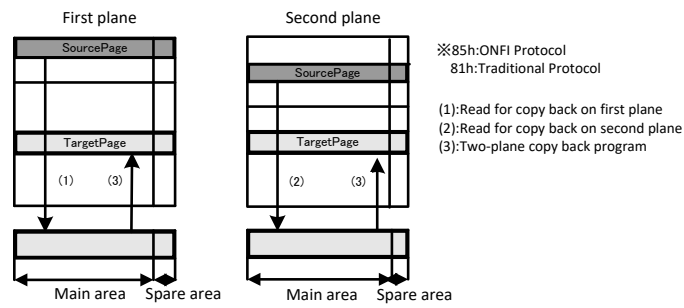 First plane
Second plane
SourcePage
SourcePage
TargetPage
TargetPage
(1)
(3)
(2)
(3)
Main area
Spare area
Main area
Spare area
※85h:ONFI Protocol
81h:Traditional Protocol
(1):Read for copy back on first plane
(2):Read for copy back on second plane
(3):Two-plane copy back program